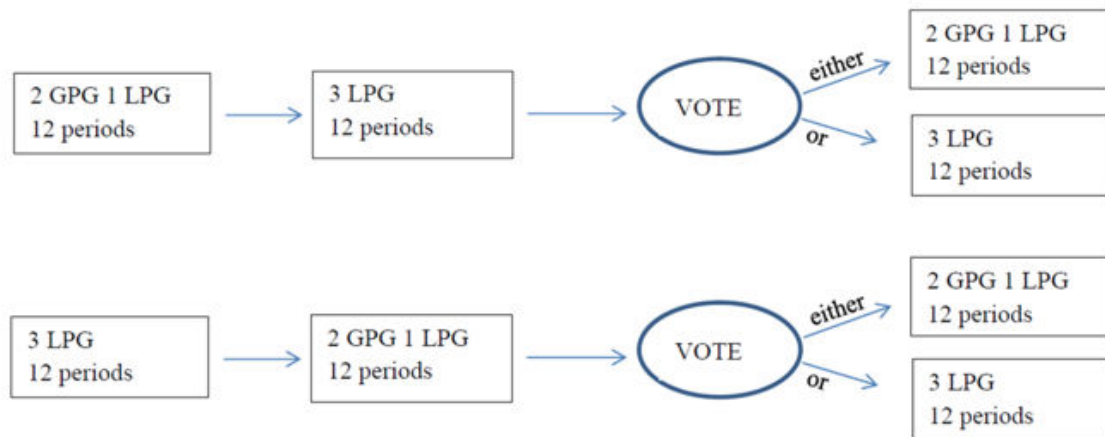 2 GPG 1 LPG
12 periods
3 LPG
12 periods
VOTE
either
or
2 GPG 1 LPG
12 periods
3 LPG
12 periods
3 LPG
12 periods
2 GPG 1 LPG
12 periods
VOTE
either
or
2 GPG 1 LPG
12 periods
3 LPG
12 periods